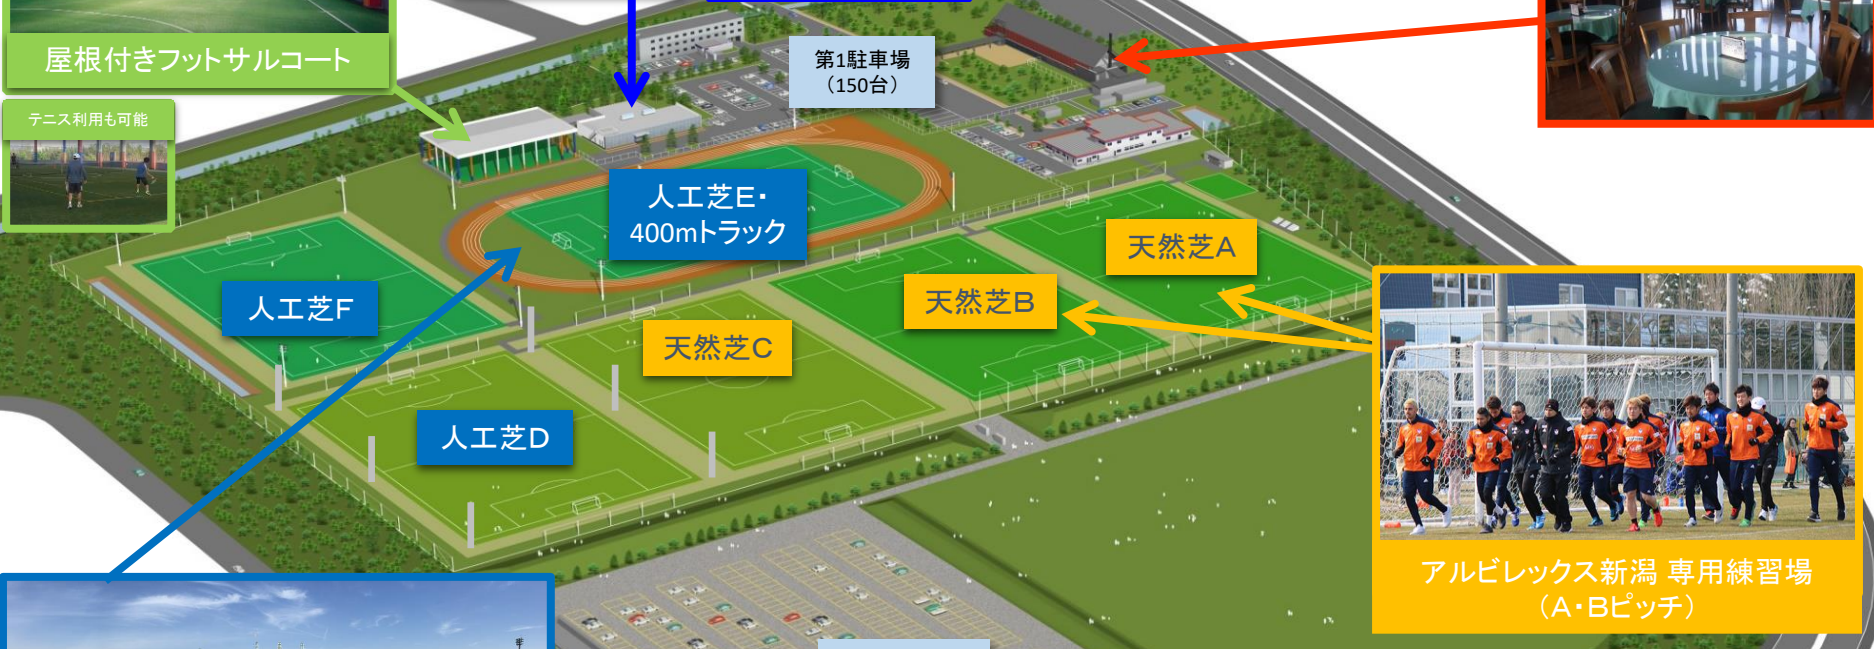 屋根付きフットサルコート
テニス利用も可能
第1駐車場
（150台）
人工芝E・
400mトラック
天然芝A
天然芝B
人工芝F
天然芝C
人工芝D
アルビレックス新潟 専用練習場
（A・Bピッチ）